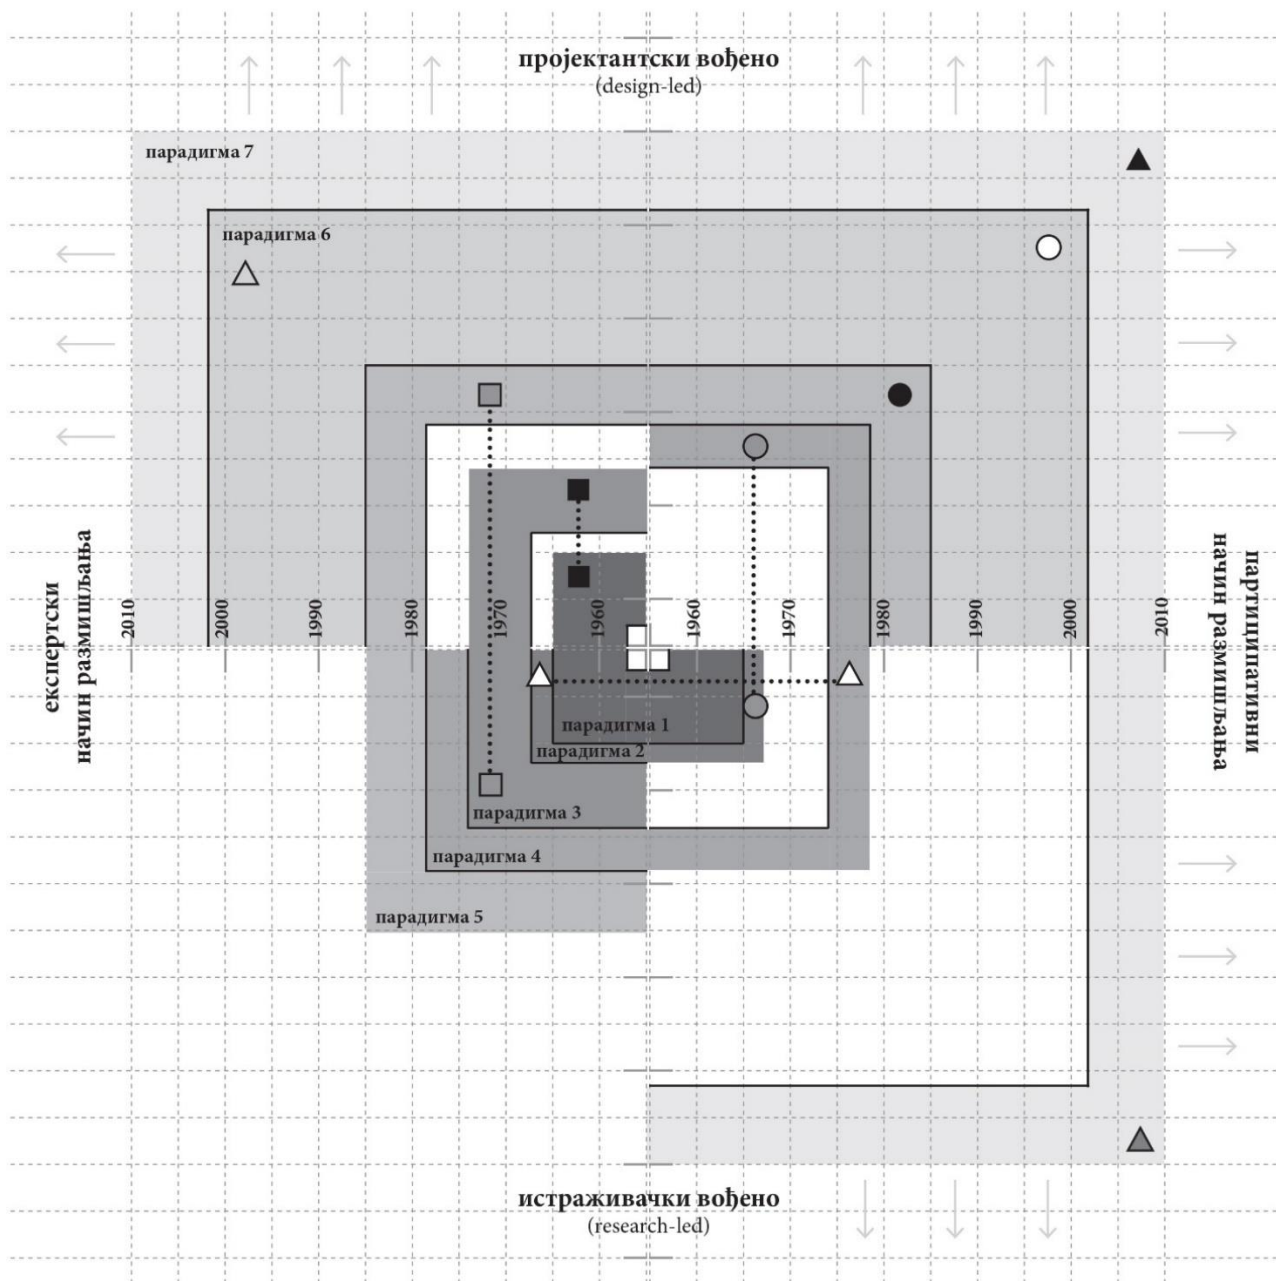 пројектантски вођено
(design-led)
парадигма 7
парадигма 6
експертски
начин размишљања
2010
2000
1990
1980
1970
1960
1960
1970
1980
1990
2000
2010
партиципативни
начин размишљања
парадигма 1
парадигма 2
парадигма 3
парадигма 4
парадигма 5
истраживачки вођено
(research-led)